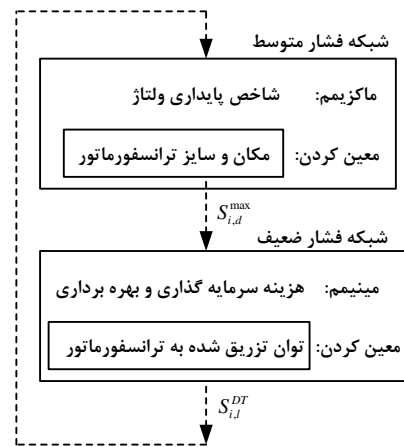 شبکه فشار متوسط
ماکزیمم: شاخص پایداری ولتاژ
معین کردن: مکان و سایز ترانسفورماتور
S_{i,d}^{max}
شبکه فشار ضعیف
مینیمم: هزینه سرمایه گذاری و بهره برداری
معین کردن: توان تزریق شده به ترانسفورماتور
S_{i,l}^{DT}